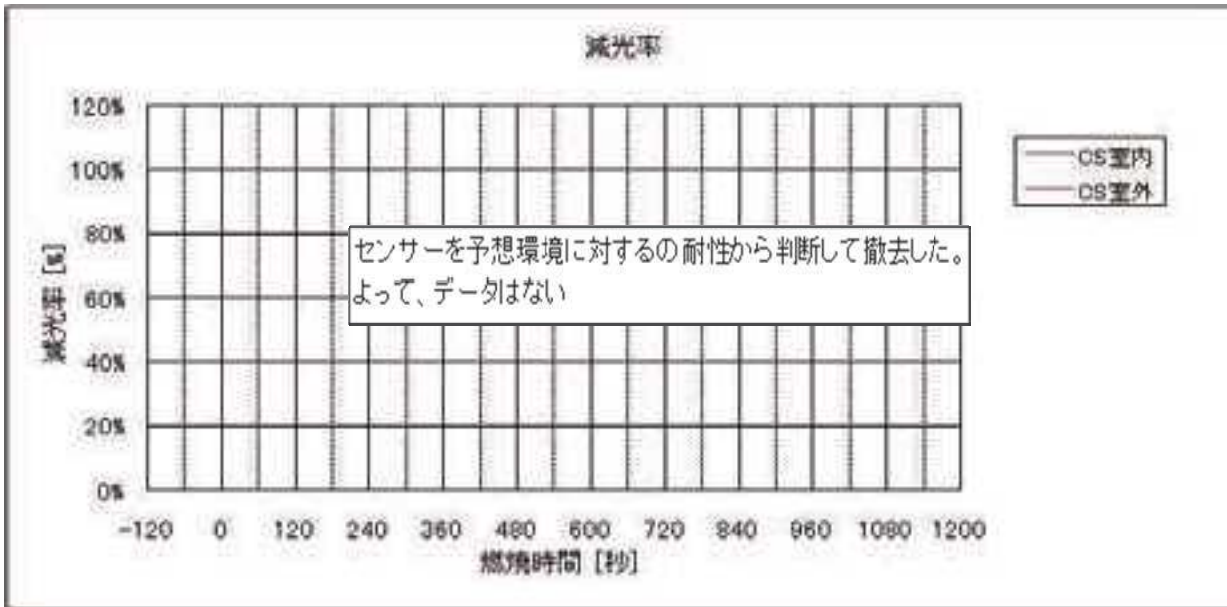 減光率
120%
100%
80%
60%
40%
20%
0%
減光率 [%]
センサーを予想環境に対するの耐性から判断して撤去した。
よって、データはない
CS室内
CS室外
-120 0 120 240 360 480 600 720 840 960 1080 1200
燃焼時間 [秒]